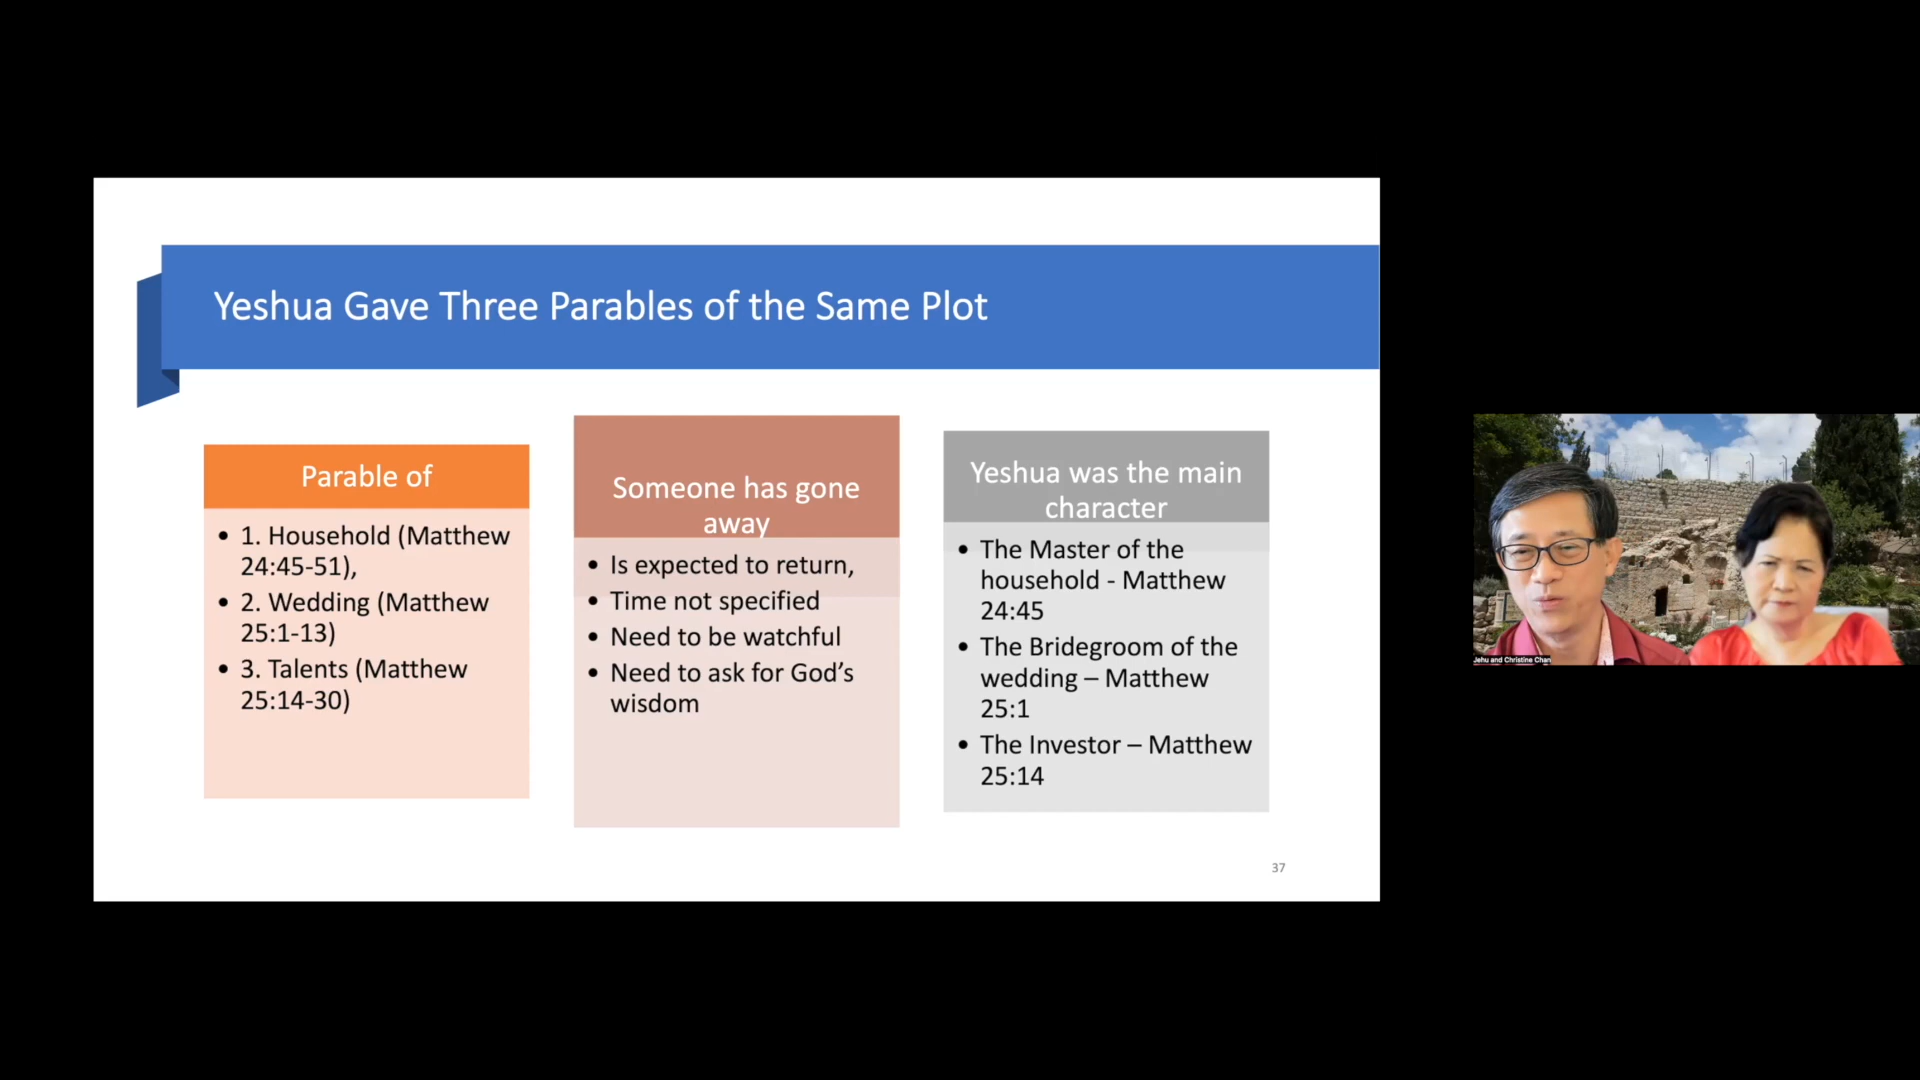 Yeshua Gave Three Parables of the Same Plot
Parable of
• 1. Household (Matthew
24:45-51),
• 2. Wedding (Matthew
25:1-13)
• 3. Talents (Matthew
25:14-30)
Someone has gone
away
• Is expected to return,
• Time not specified
• Need to be watchful
• Need to ask for God’s
wisdom
Yeshua was the main
character
• The Master of the
household - Matthew
24:45
• The Bridegroom of the
wedding – Matthew
25:1
• The Investor – Matthew
25:14
37
Jehu and Christine Chan